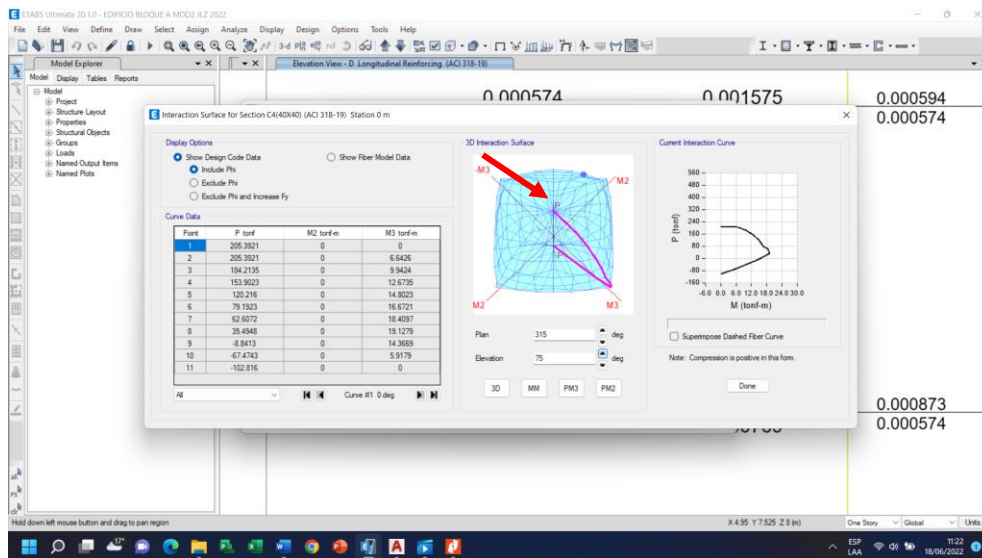 ETABS Ultimate 20.1.0 - EDIFICIO BLOQUE A MOD2 JLZ 2022
File Edit View Define Draw Select Assign Analyze Display Design Options Tools Help
Model Explorer
Elevation View - D Longitudinal Reinforcing (ACI 318-19)
Model Display Tables Reports
Model
Project
Structure Layout
Properties
Structural Objects
Groups
Loads
Named Output Items
Named Plots
0.000574 0.001575 0.000594
0.000574
Interaction Surface for Section C4(40X40) (ACI 318-19) Station 0 m
Display Options
Show Design Code Data Show Fiber Model Data
Include Phi
Exclude Phi
Exclude Phi and Increase Fy
Curve Data
Point P tonf M2 tonf-m M3 tonf-m
1 205.3921 0 0
2 205.3921 0 6.6426
3 184.2135 0 9.9424
4 153.9023 0 12.6735
5 120.216 0 14.8023
6 79.1923 0 16.6721
7 62.6072 0 18.4097
8 35.4948 0 19.1279
9 -8.8413 0 14.3669
10 -67.4743 0 5.9179
11 -102.816 0 0
All Curve #1 0 deg
3D Interaction Surface
-M3
M2
P
-P
M2
M3
Plan 315 deg
Elevation 75 deg
3D MM PM3 PM2
Current Interaction Curve
P (tonf)
560
480
400
320
240
160
80
0
-80
-160
-6.0 0.0 6.0 12.0 18.0 24.0 30.0
M (tonf-m)
Superimpose Dashed Fiber Curve
Note: Compression is positive in this form.
Done
0.000873
0.000574
Hold down left mouse button and drag to pan region
X 4.95 Y 7.525 Z 8 (m)
One Story Global Units
17°
ESP
LAA
11:22
18/06/2022